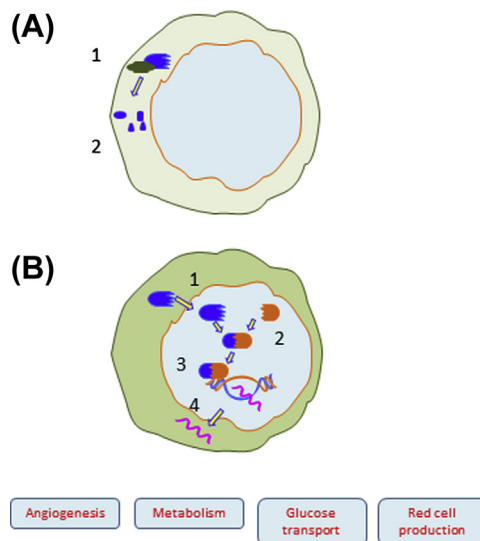 (A)
1
2
(B)
1
2
3
4
Angiogenesis
Metabolism
Glucose
transport
Red cell
production